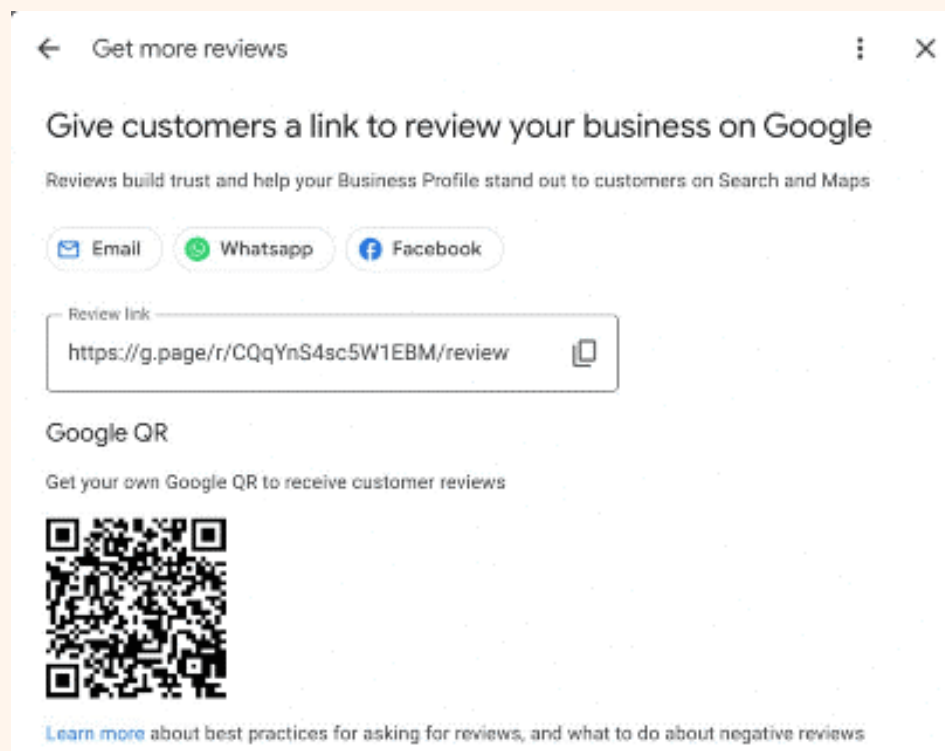 Get more reviews
Give customers a link to review your business on Google
Reviews build trust and help your Business Profile stand out to customers on Search and Maps
Email Whatsapp Facebook
Review link
https://g.page/r/CQqYnS4sc5W1EBM/review
Google QR
Get your own Google QR to receive customer reviews
Learn more about best practices for asking for reviews, and what to do about negative reviews